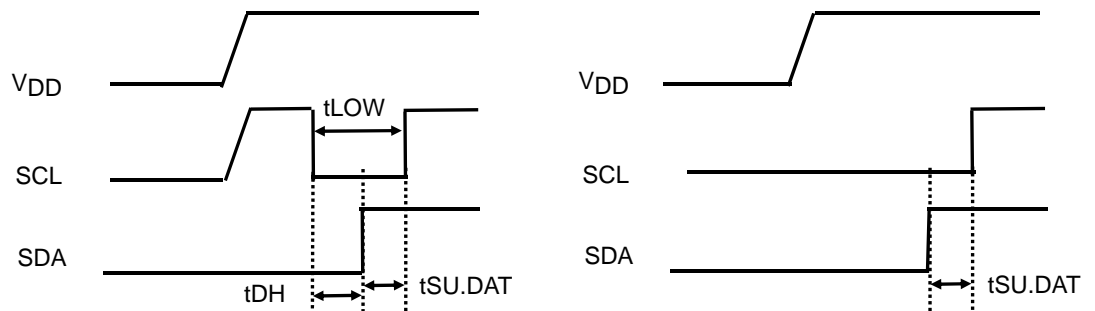 VDD
tLOW
SCL
SDA
tDH
tSU.DAT
VDD
SCL
SDA
tSU.DAT